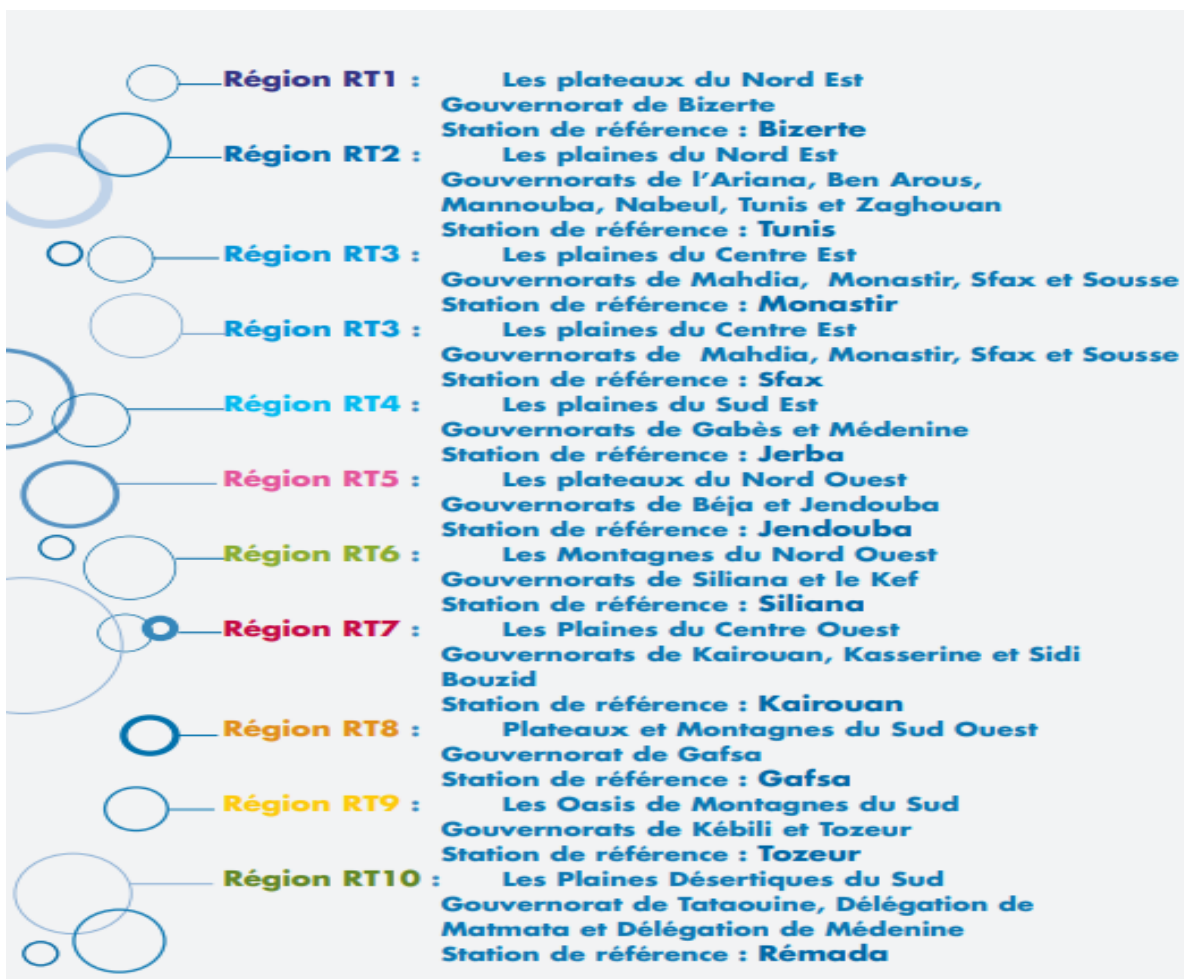 Région RT1 : Les plateaux du Nord Est
Gouvernorat de Bizerte
Station de référence : Bizerte
Région RT2 : Les plaines du Nord Est
Gouvernorats de l’Ariana, Ben Arous,
Mannouba, Nabeul, Tunis et Zaghouan
Station de référence : Tunis
Région RT3 : Les plaines du Centre Est
Gouvernorats de Mahdia, Monastir, Sfax et Sousse
Station de référence : Monastir
Région RT3 : Les plaines du Centre Est
Gouvernorats de Mahdia, Monastir, Sfax et Sousse
Station de référence : Sfax
Région RT4 : Les plaines du Sud Est
Gouvernorats de Gabès et Médenine
Station de référence : Jerba
Région RT5 : Les plateaux du Nord Ouest
Gouvernorats de Béja et Jendouba
Station de référence : Jendouba
Région RT6 : Les Montagnes du Nord Ouest
Gouvernorats de Siliana et le Kef
Station de référence : Siliana
Région RT7 : Les Plaines du Centre Ouest
Gouvernorats de Kairouan, Kasserine et Sidi
Bouzid
Station de référence : Kairouan
Région RT8 : Plateaux et Montagnes du Sud Ouest
Gouvernorat de Gafsa
Station de référence : Gafsa
Région RT9 : Les Oasis de Montagnes du Sud
Gouvernorats de Kébili et Tozeur
Station de référence : Tozeur
Région RT10 : Les Plaines Désertiques du Sud
Gouvernorat de Tataouine, Délégation de
Matmata et Délégation de Médenine
Station de référence : Rémada